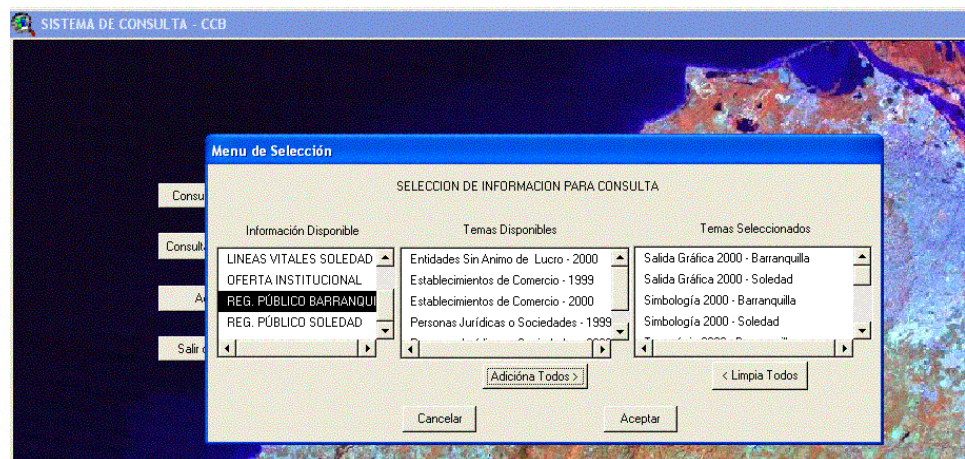 SISTEMA DE CONSULTA - CCB
Menu de Selección
SELECCION DE INFORMACION PARA CONSULTA
Información Disponible
Temas Disponibles
Temas Seleccionados
LINEAS VITALES SOLEDAD
OFERTA INSTITUCIONAL
REG. PÚBLICO BARRANQUI
REG. PÚBLICO SOLEDAD
Entidades Sin Animo de Lucro - 2000
Establecimientos de Comercio - 1999
Establecimientos de Comercio - 2000
Personas Jurídicas o Sociedades - 1999
Salida Gráfica 2000 - Barranquilla
Salida Gráfica 2000 - Soledad
Simbología 2000 - Barranquilla
Simbología 2000 - Soledad
Consu
Consult
A
Salir
Adicióna Todos >
< Limpia Todos
Cancelar
Aceptar